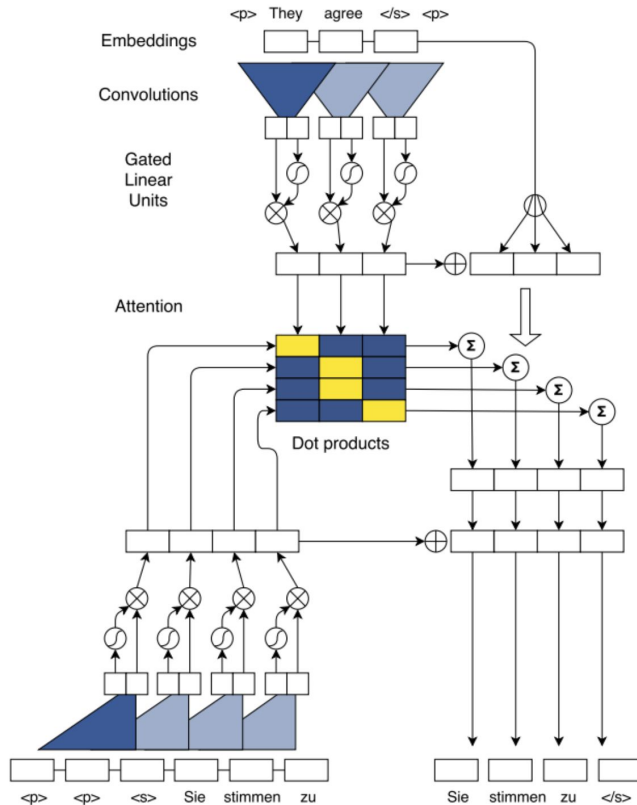 <p> They agree </s> <p>
Embeddings
Convolutions
Gated
Linear
Units
Attention
Σ
Σ
Σ
Σ
Dot products
<p> <p> <s> Sie stimmen zu
Sie stimmen zu </s>